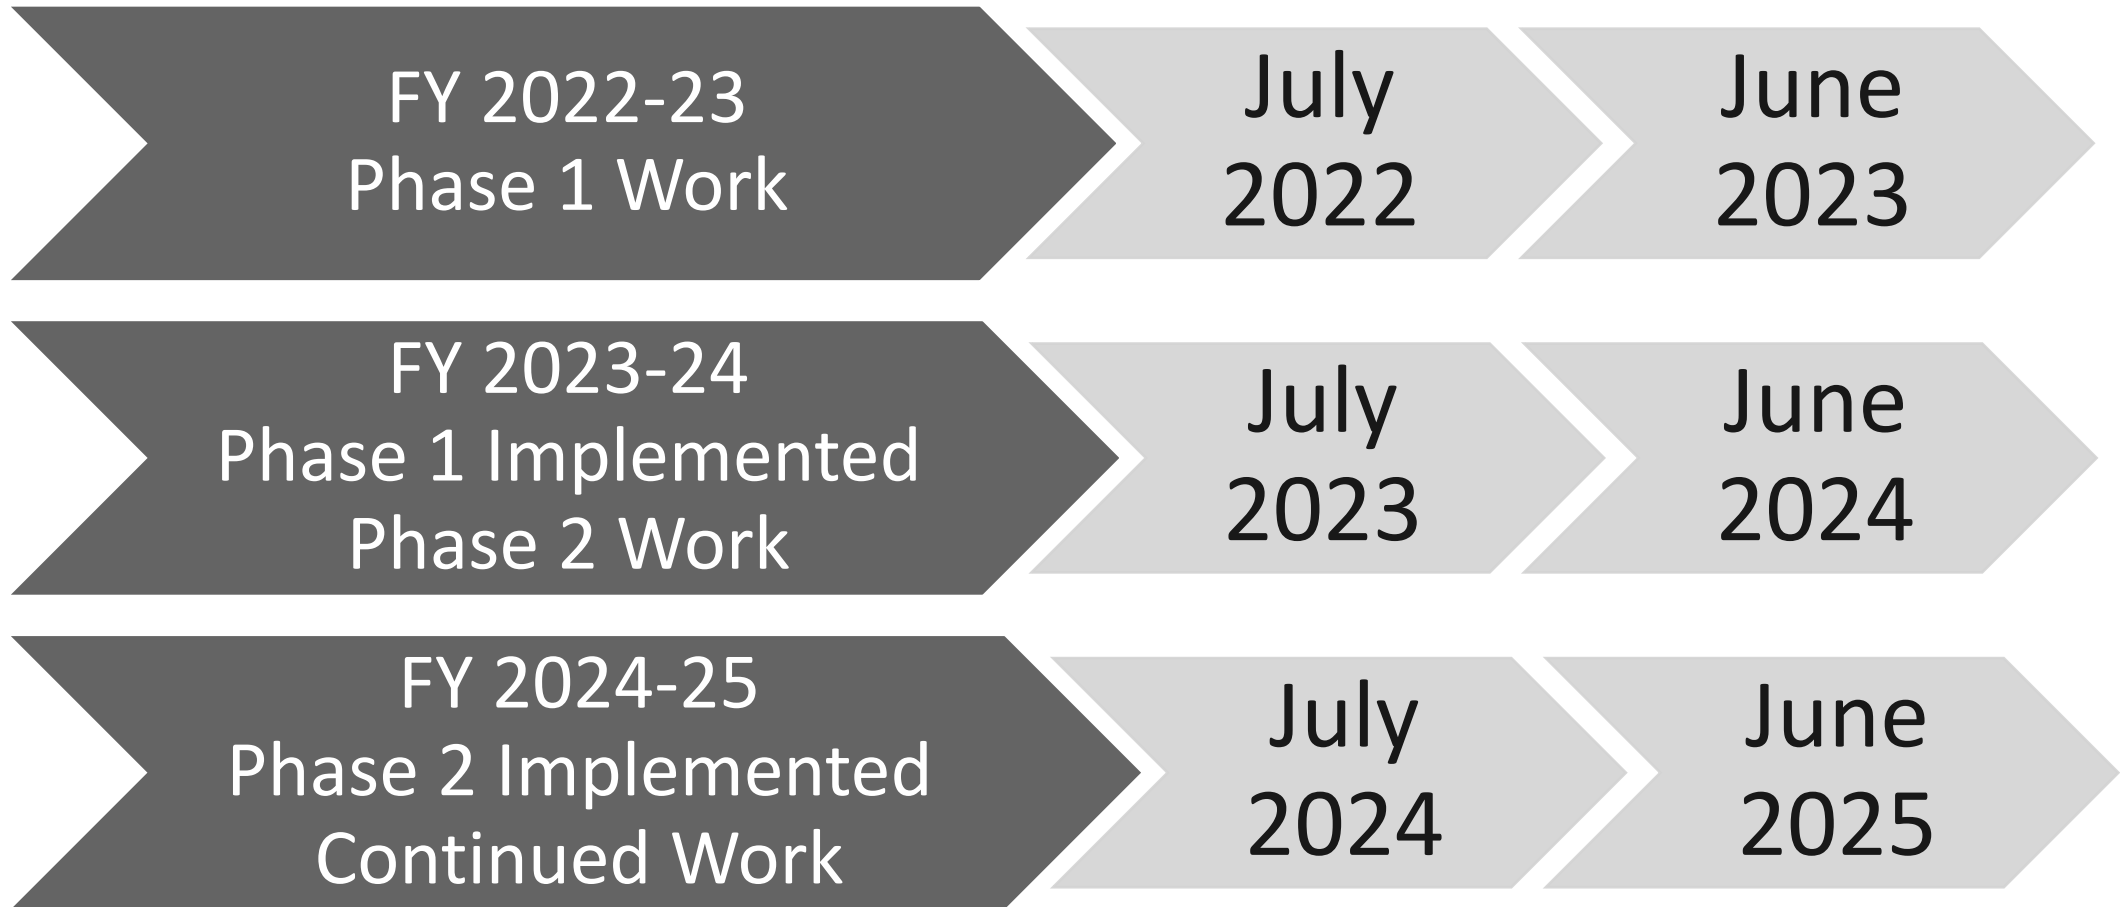 FY 2022-23
Phase 1 Work
July
2022
June
2023
FY 2023-24
Phase 1 Implemented
Phase 2 Work
July
2023
June
2024
FY 2024-25
Phase 2 Implemented
Continued Work
July
2024
June
2025